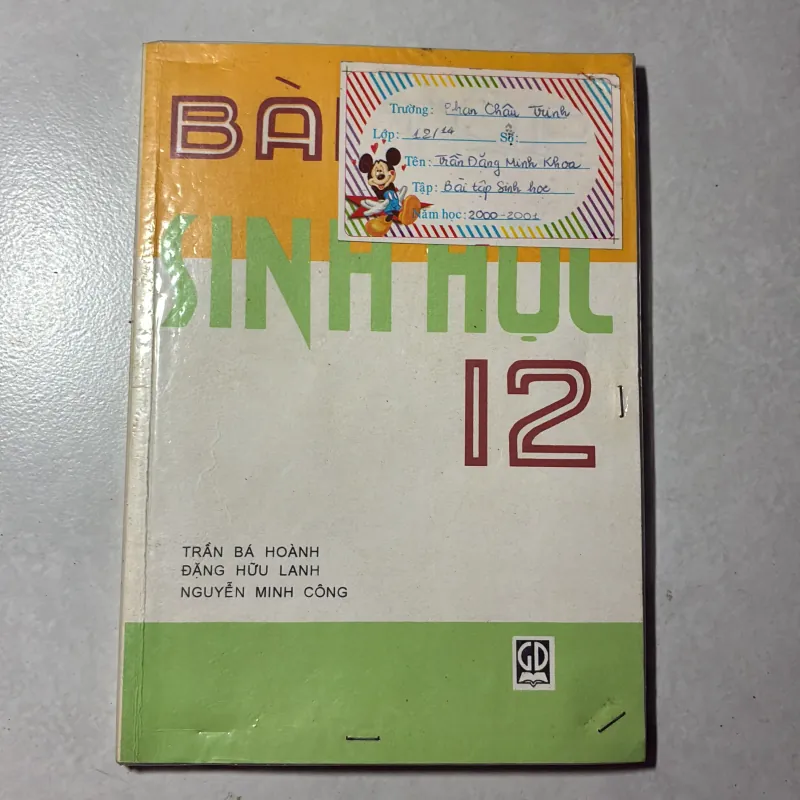 BÀI
Trường: Phan Châu Trinh
Lớp: 12/14 Số:
Tên: Trần Đăng Minh Khoa
Tập: Bài tập Sinh học
Năm học: 2000-2001
SINH HỌC
12
TRẦN BÁ HOÀNH
ĐẶNG HỮU LANH
NGUYỄN MINH CÔNG
GD